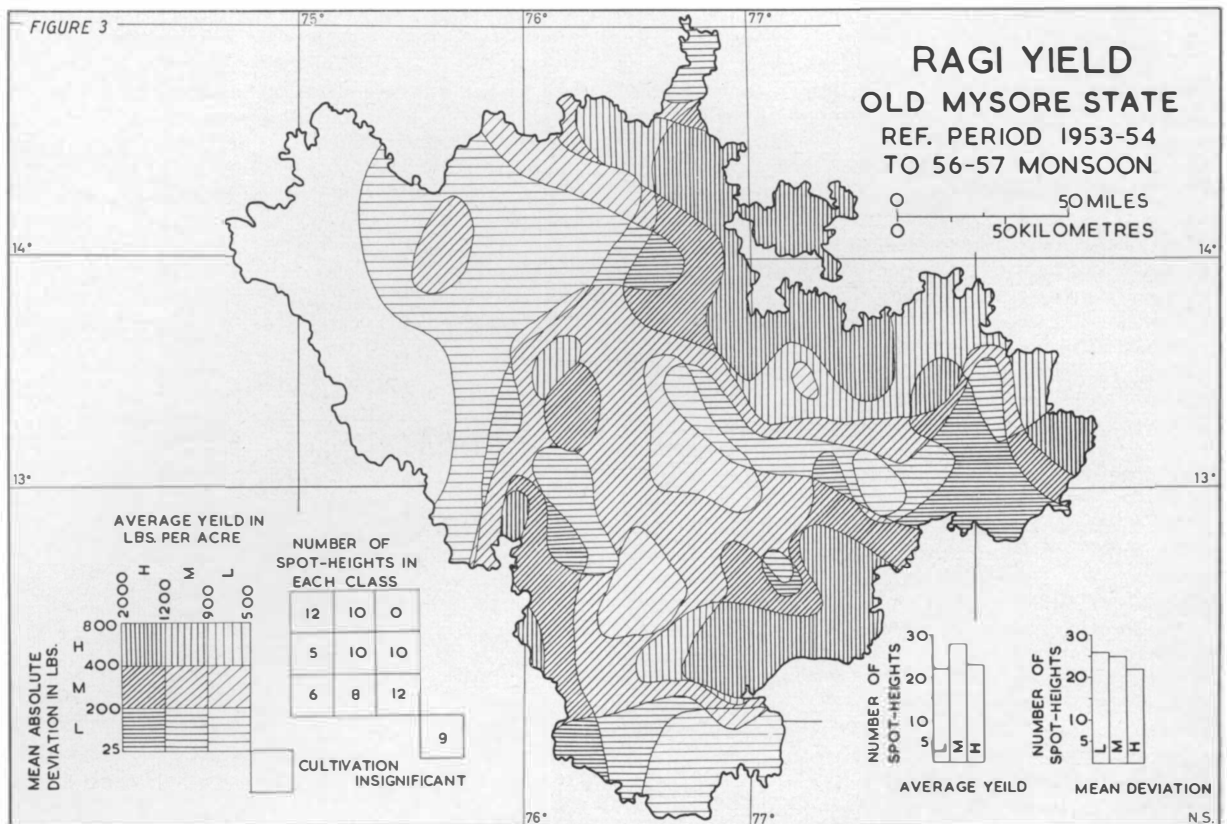 FIGURE 3
75° 76° 77°
RAGI YIELD
OLD MYSORE STATE
REF. PERIOD 1953-54
TO 56-57 MONSOON
0 50 MILES
0 50 KILOMETRES
14° 14°
13° 13°
AVERAGE YEILD IN
LBS. PER ACRE
H M L
2000 1200 900 500
MEAN ABSOLUTE
DEVIATION IN LBS.
800
H
400
M
200
L
25
NUMBER OF
SPOT-HEIGHTS IN
EACH CLASS
12 10 0
5 10 10
6 8 12
9
CULTIVATION
INSIGNIFICANT
NUMBER OF
SPOT-HEIGHTS
30
20
10
5
L M H
AVERAGE YEILD
NUMBER OF
SPOT-HEIGHTS
30
20
10
5
L M H
MEAN DEVIATION
76° 77°
N.S.